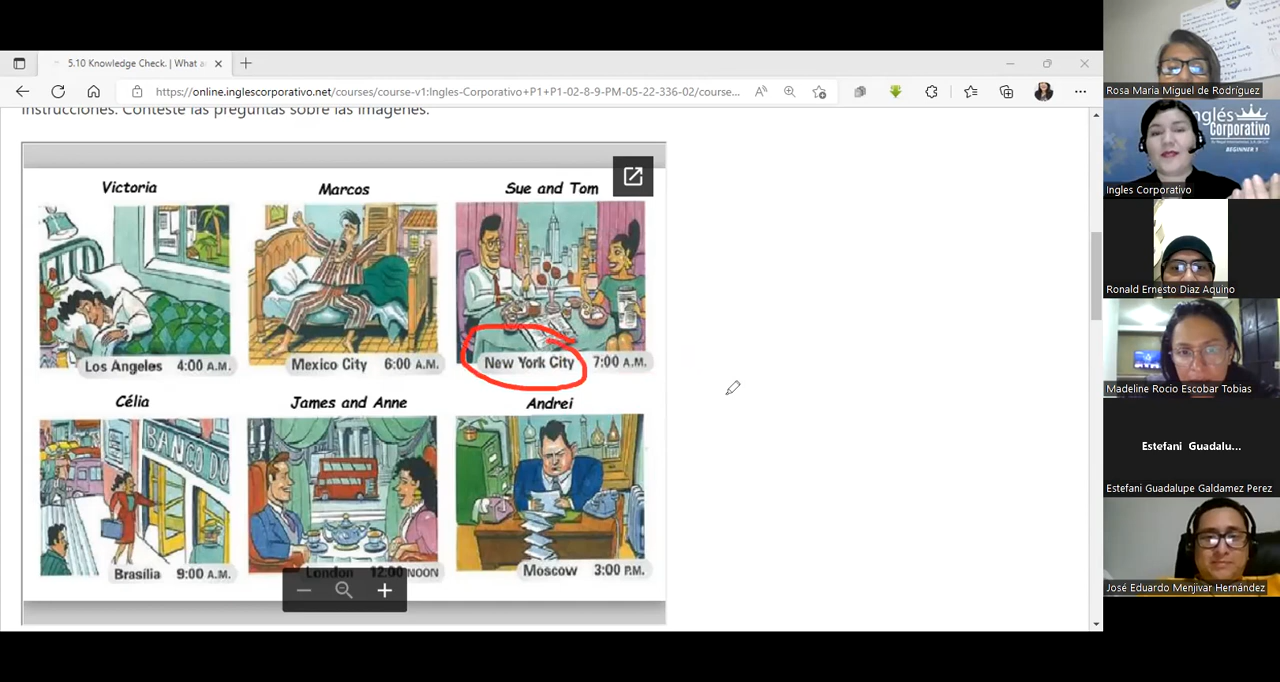 5.10 Knowledge Check. | What a
https://online.inglescorporativo.net/courses/course-v1:Ingles-Corporativo+P1+P1-02-8-9-PM-05-22-336-02/course...
Instrucciones: Conteste las preguntas sobre las imágenes.
Victoria
Marcos
Sue and Tom
Los Angeles 4:00 A.M.
Mexico City 6:00 A.M.
New York City 7:00 A.M.
Célia
James and Anne
Andrei
BANCO DO
Brasília 9:00 A.M.
London 12:00 NOON
Moscow 3:00 P.M.
Rosa Maria Miguel de Rodríguez
Inglés
Corporativo
BEGINNER 1
Ingles Corporativo
Ronald Ernesto Diaz Aquino
Madeline Rocio Escobar Tobias
Estefani Guadalu...
Estefani Guadalupe Galdamez Perez
José Eduardo Menjivar Hernández